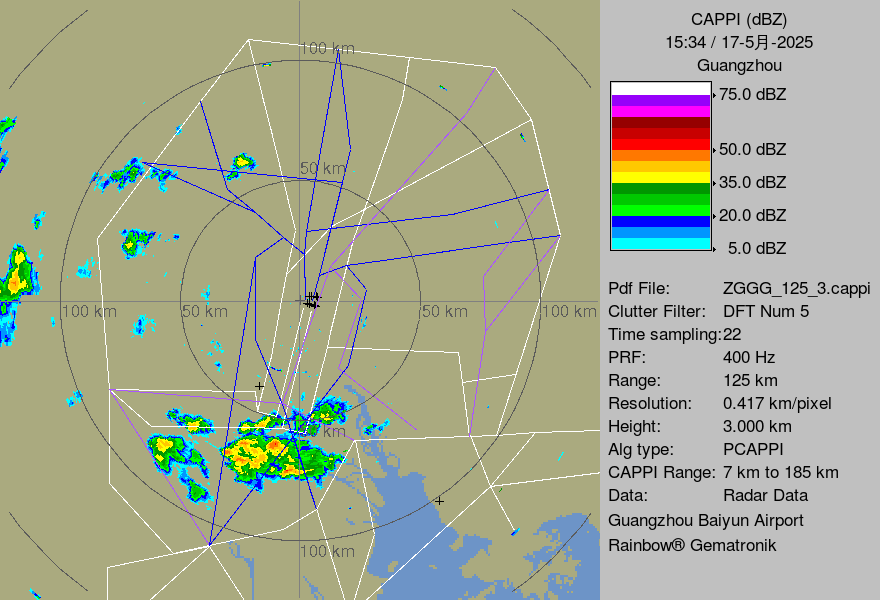 CAPPI (dBZ)
15:34 / 17-5月-2025
Guangzhou
75.0 dBZ
50.0 dBZ
35.0 dBZ
20.0 dBZ
5.0 dBZ
Pdf File: ZGGG_125_3.cappi
Clutter Filter: DFT Num 5
Time sampling:22
PRF: 400 Hz
Range: 125 km
Resolution: 0.417 km/pixel
Height: 3.000 km
Alg type: PCAPPI
CAPPI Range: 7 km to 185 km
Data: Radar Data
Guangzhou Baiyun Airport
Rainbow® Gematronik
100 km
50 km
100 km
50 km
50 km
100 km
km
100 km